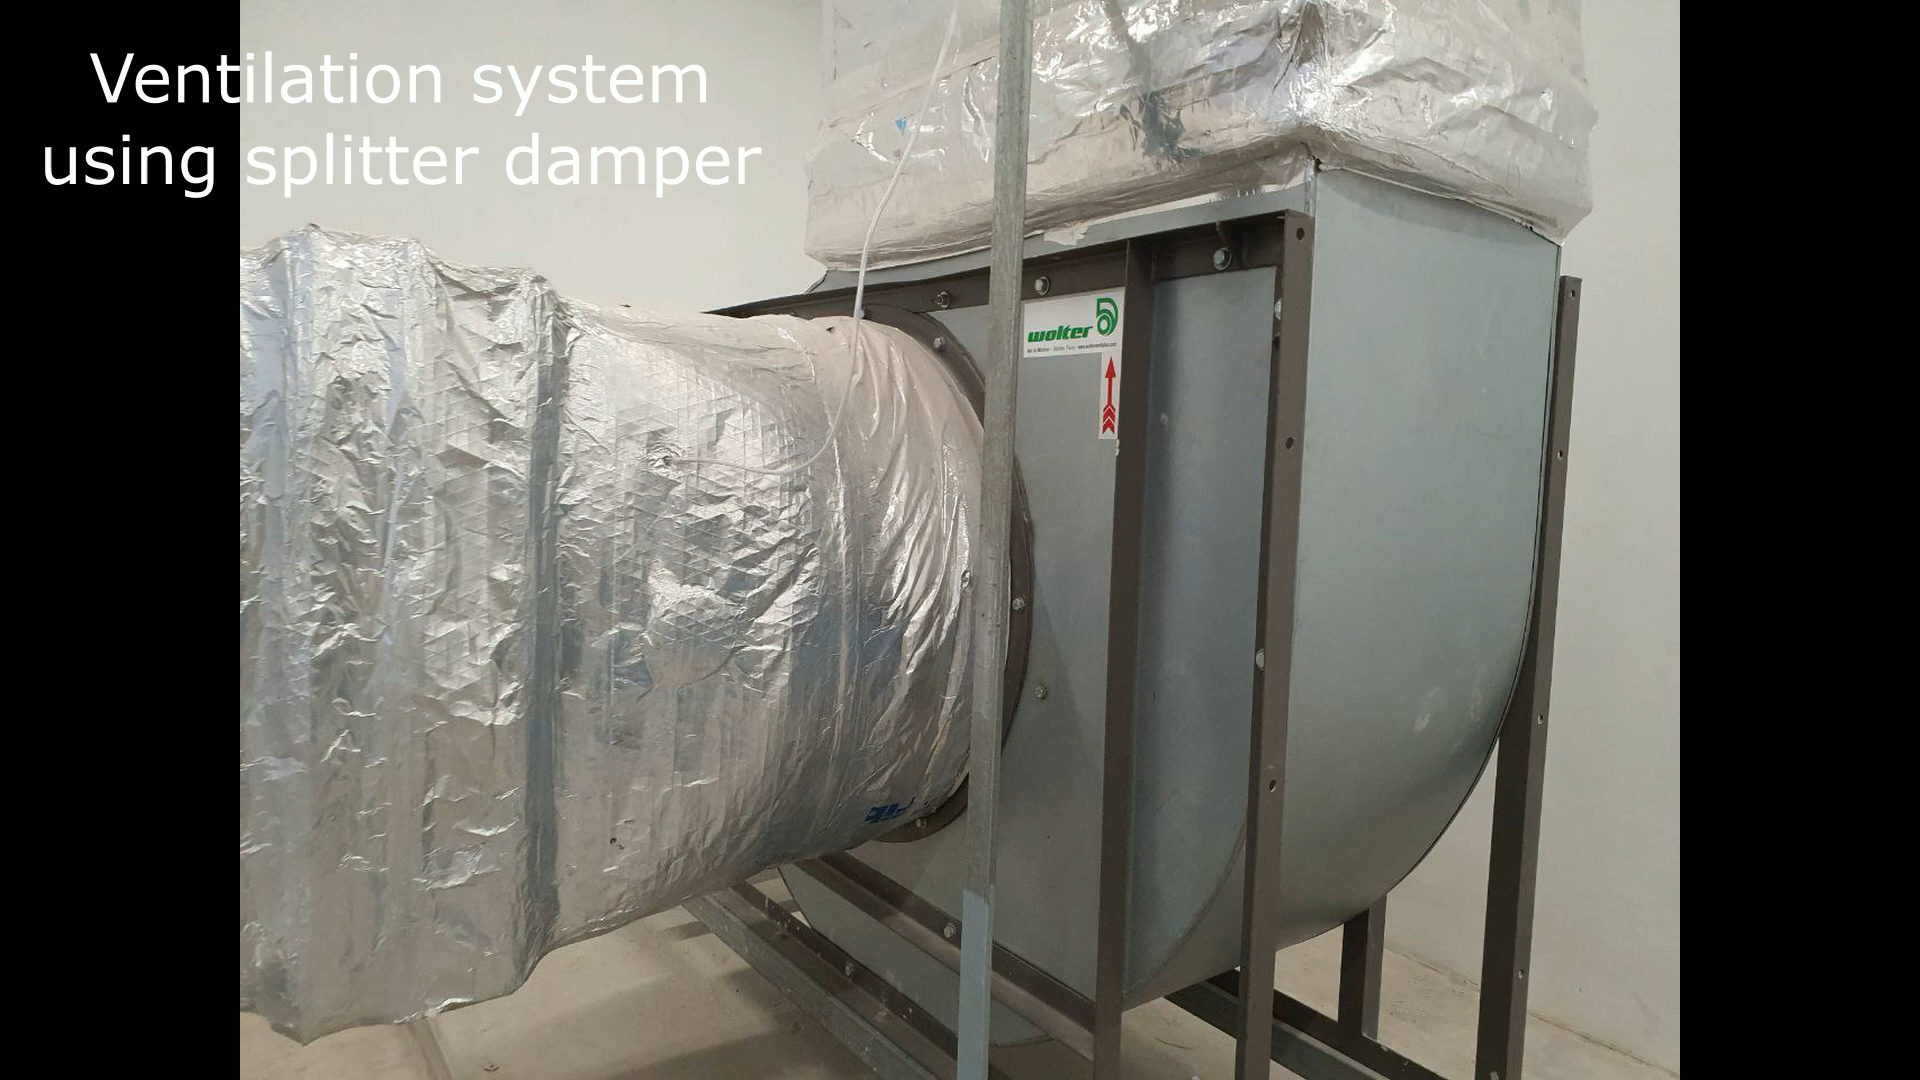 Ventilation system
using splitter damper
wolter